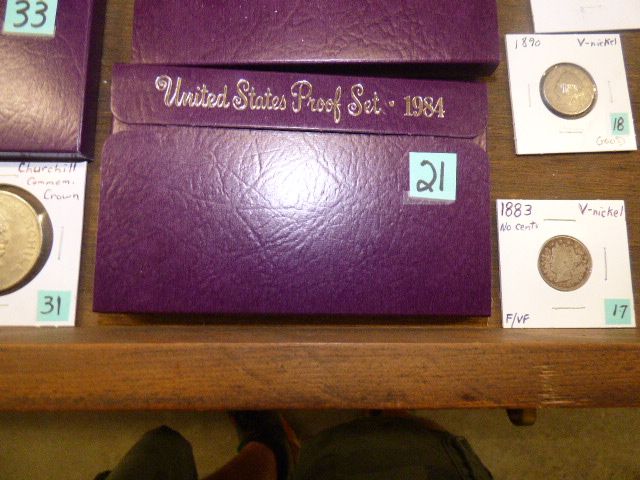 33
United States Proof Set - 1984
21
1890 V-nickel
18
Good
Churchill
Commem.
Crown
31
1883 V-nickel
No cents
F/VF
17